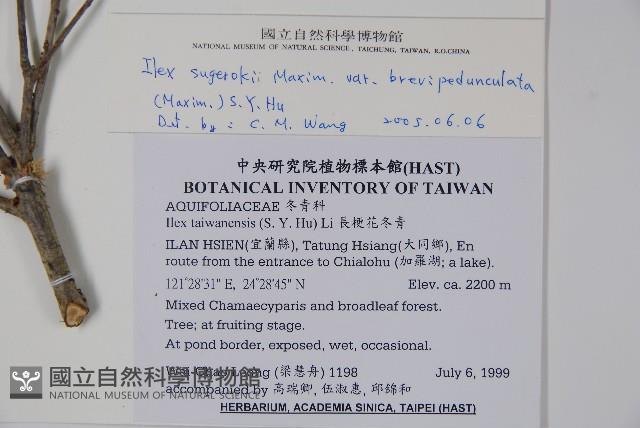 國立自然科學博物館
NATIONAL MUSEUM OF NATURAL SCIENCE, TAICHUNG, TAIWAN, R.O.CHINA
Ilex sugerokii Maxim. var. brevipedunculata
(Maxim.) S.Y. Hu
Det. by: C. M. Wang 2005.06.06
中央研究院植物標本館(HAST)
BOTANICAL INVENTORY OF TAIWAN
AQUIFOLIACEAE 冬青科
Ilex taiwanensis (S. Y. Hu) Li 長梗花冬青
ILAN HSIEN(宜蘭縣), Tatung Hsiang(大同鄉), En
route from the entrance to Chialohu (加羅湖; a lake).
121°28'31" E, 24°28'45" N Elev. ca. 2200 m
Mixed Chamaecyparis and broadleaf forest.
Tree; at fruiting stage.
At pond border, exposed, wet, occasional.
(梁慧舟) 1198 July 6, 1999
accompanied by 高瑞卿, 伍淑惠, 邱錦和
HERBARIUM, ACADEMIA SINICA, TAIPEI (HAST)
國立自然科學博物館
NATIONAL MUSEUM OF NATURAL SCIENCE